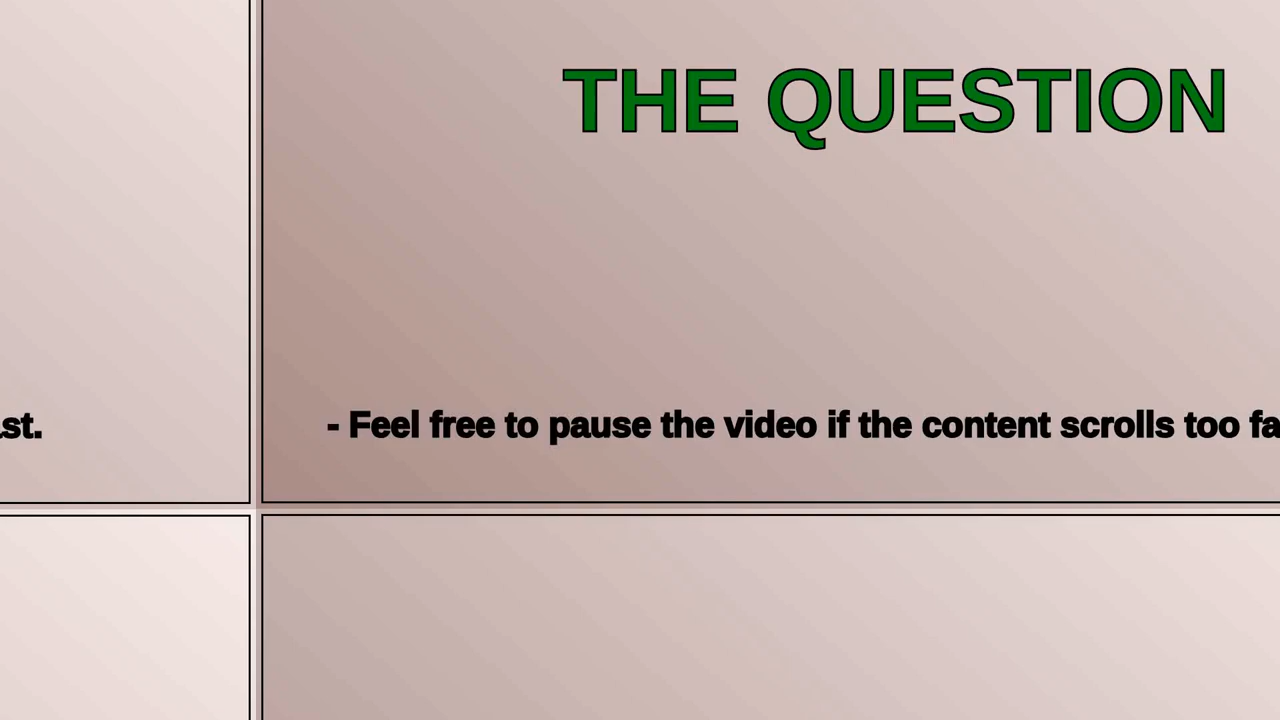 THE QUESTION
st.
- Feel free to pause the video if the content scrolls too fa